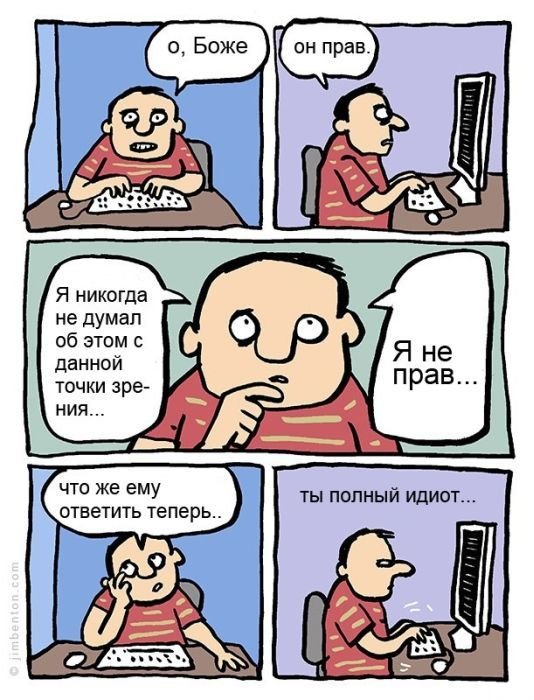 о, Боже
он прав.
Я никогда
не думал
об этом с
данной
точки зре-
ния...
Я не
прав...
что же ему
ответить теперь..
ты полный идиот...
© jimbenton.com